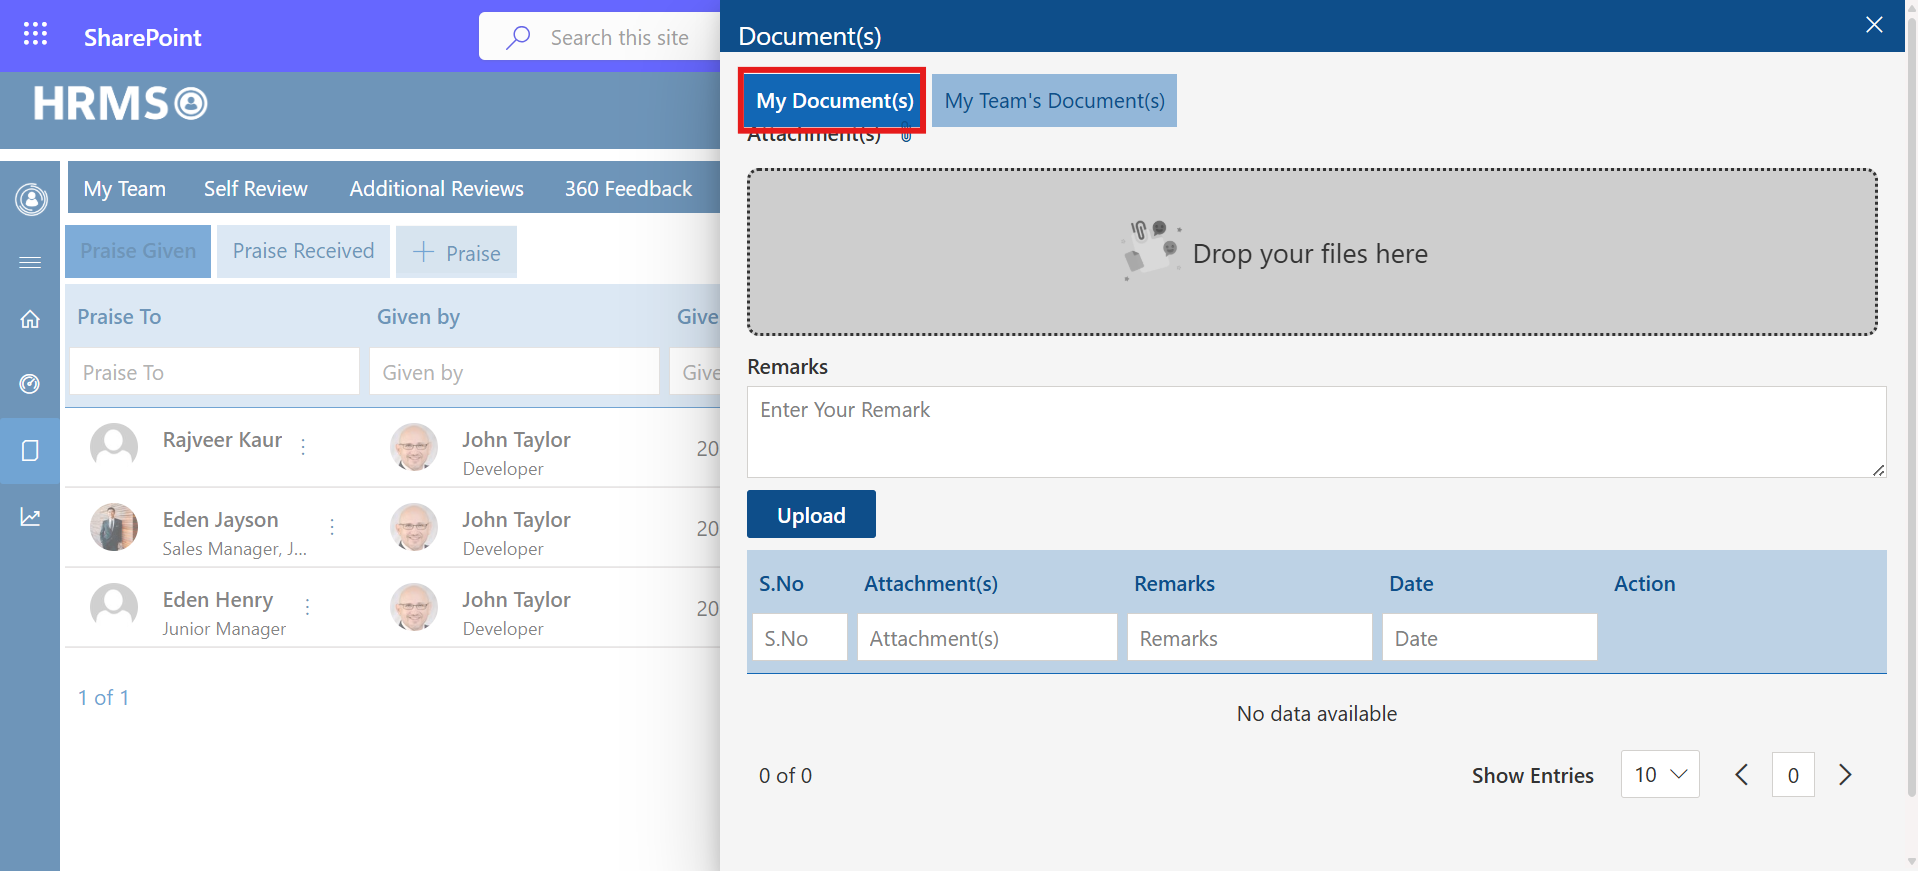 SharePoint
Search this site
HRMS
My Team Self Review Additional Reviews 360 Feedback
Praise Given Praise Received + Praise
Praise To Given by Give
Praise To Given by Give
Rajveer Kaur John Taylor 20
Developer
Eden Jayson John Taylor 20
Sales Manager, J... Developer
Eden Henry John Taylor 20
Junior Manager Developer
1 of 1
Document(s)
My Document(s) My Team's Document(s)
Attachment(s)
Drop your files here
Remarks
Enter Your Remark
Upload
S.No Attachment(s) Remarks Date Action
S.No Attachment(s) Remarks Date
No data available
0 of 0 Show Entries 10 0